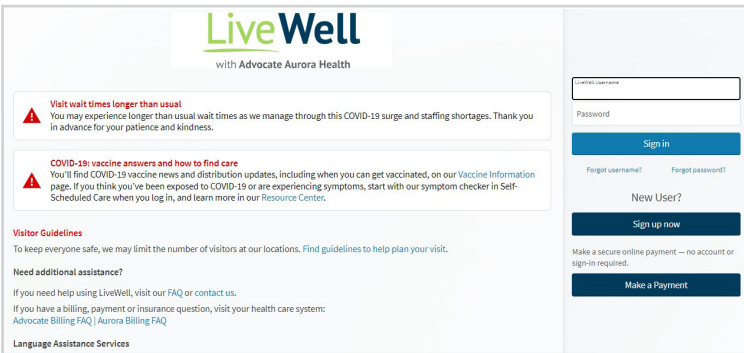 LiveWell
with Advocate Aurora Health
Visit wait times longer than usual
You may experience longer than usual wait times as we manage through this COVID-19 surge and staffing shortages. Thank you
in advance for your patience and kindness.
COVID-19: vaccine answers and how to find care
You'll find COVID-19 vaccine news and distribution updates, including when you can get vaccinated, on our Vaccine Information
page. If you think you've been exposed to COVID-19 or are experiencing symptoms, start with our symptom checker in Self-
Scheduled Care when you log in, and learn more in our Resource Center.
Visitor Guidelines
To keep everyone safe, we may limit the number of visitors at our locations. Find guidelines to help plan your visit.
Need additional assistance?
If you need help using LiveWell, visit our FAQ or contact us.
If you have a billing, payment or insurance question, visit your health care system:
Advocate Billing FAQ | Aurora Billing FAQ
Language Assistance Services
LiveWell Username
Password
Sign in
Forgot username? Forgot password?
New User?
Sign up now
Make a secure online payment — no account or
sign-in required.
Make a Payment